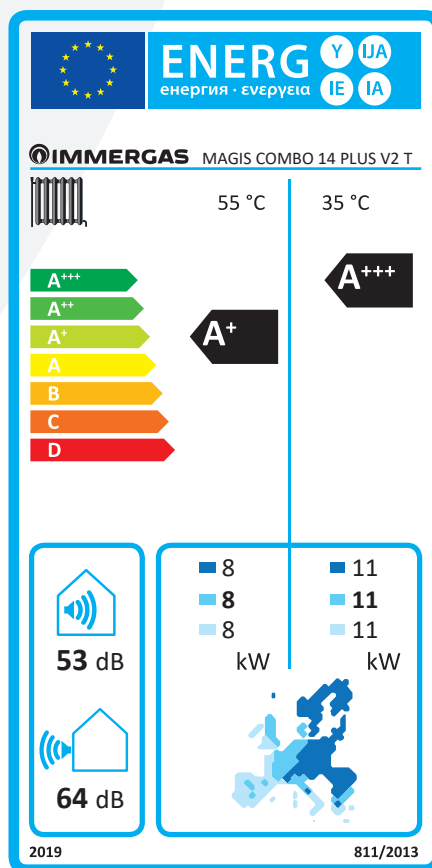 ENERG Y IJA
енергия · ενεργεια IE IA
IMMERGAS MAGIS COMBO 14 PLUS V2 T
55 °C 35 °C
A+++
A++
A+
A
B
C
D
A+
A+++
53 dB
64 dB
8 11
8 11
8 11
kW kW
2019 811/2013